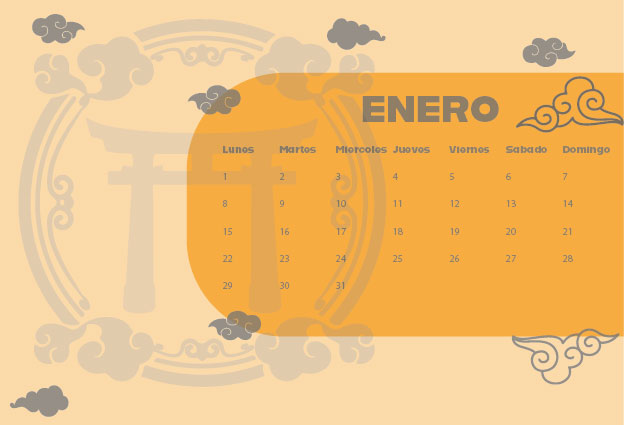 ENERO
Lunes Martes Miercoles Jueves Viernes Sabado Domingo
1 2 3 4 5 6 7
8 9 10 11 12 13 14
15 16 17 18 19 20 21
22 23 24 25 26 27 28
29 30 31